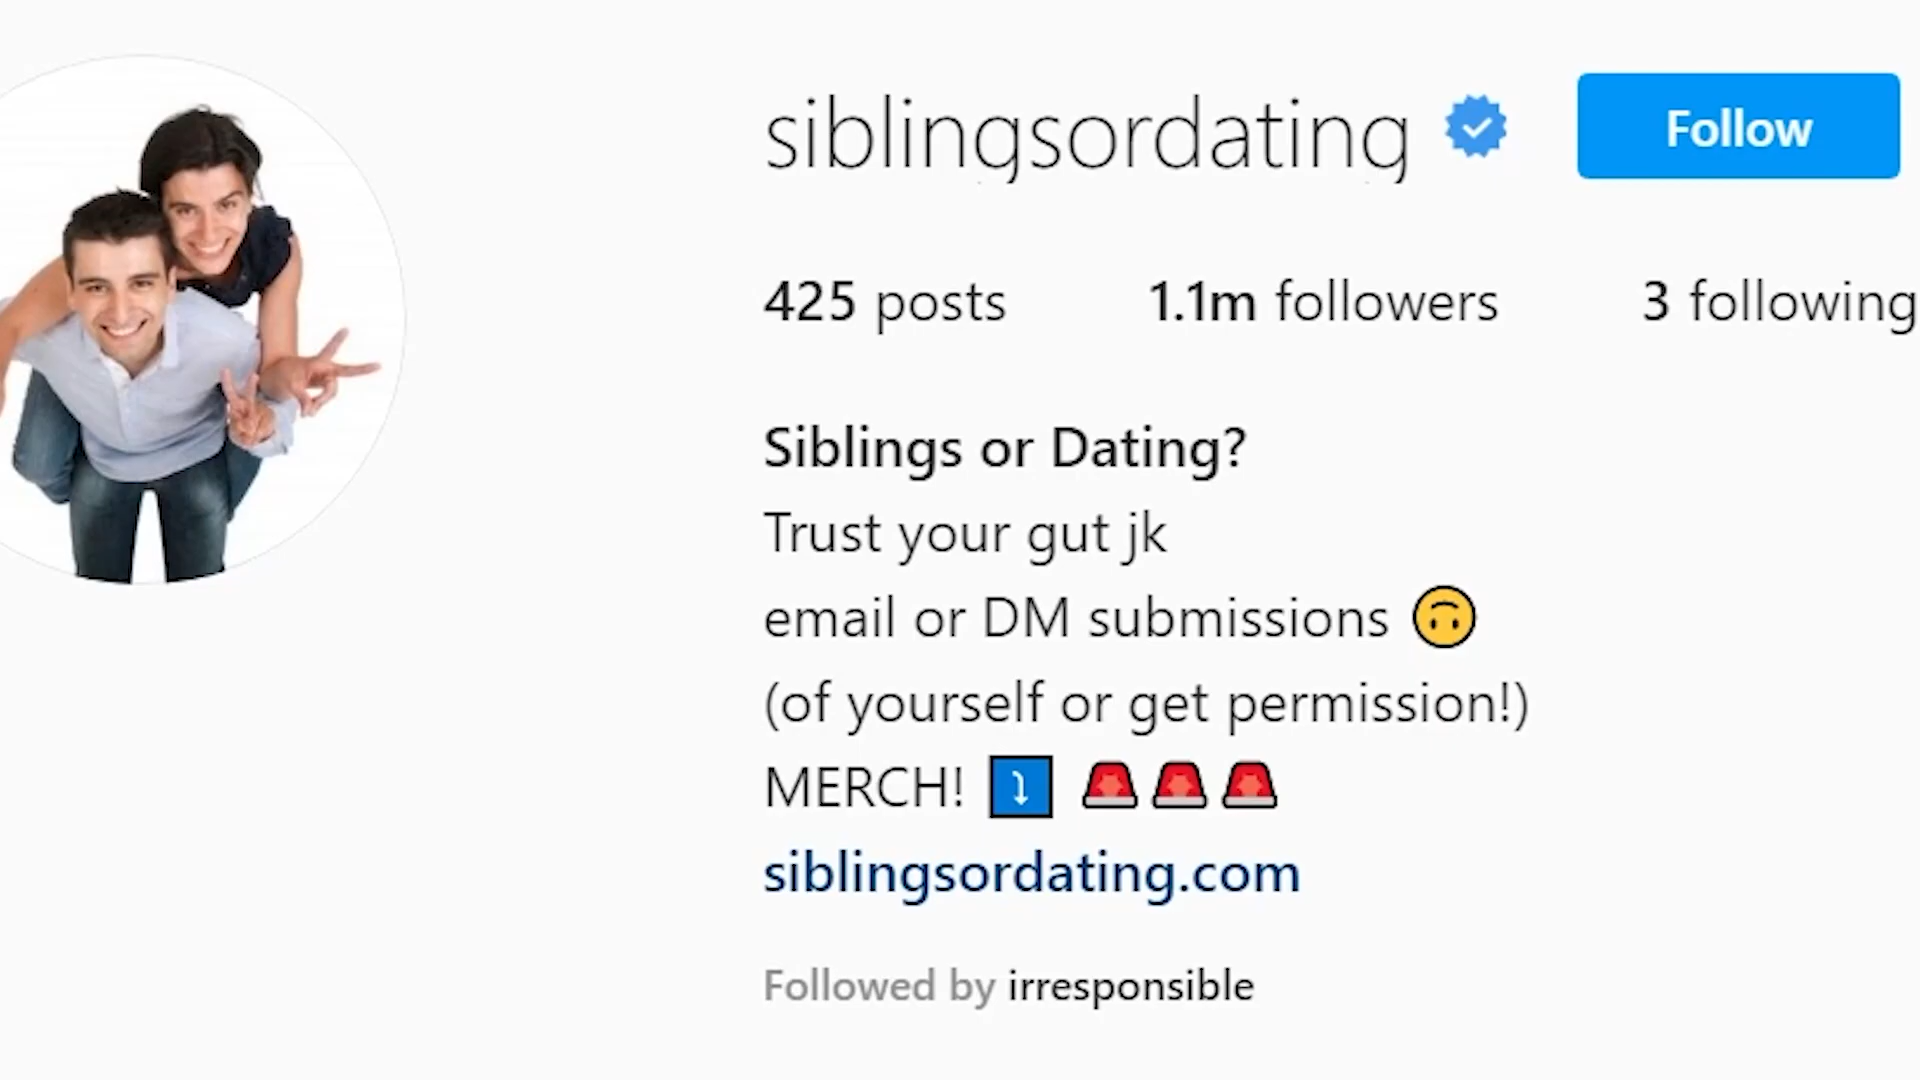 siblingsordating
Follow
425 posts 1.1m followers 3 following
Siblings or Dating?
Trust your gut jk
email or DM submissions 🙃
(of yourself or get permission!)
MERCH! ⤵️ 🚨🚨🚨
siblingsordating.com
Followed by irresponsible